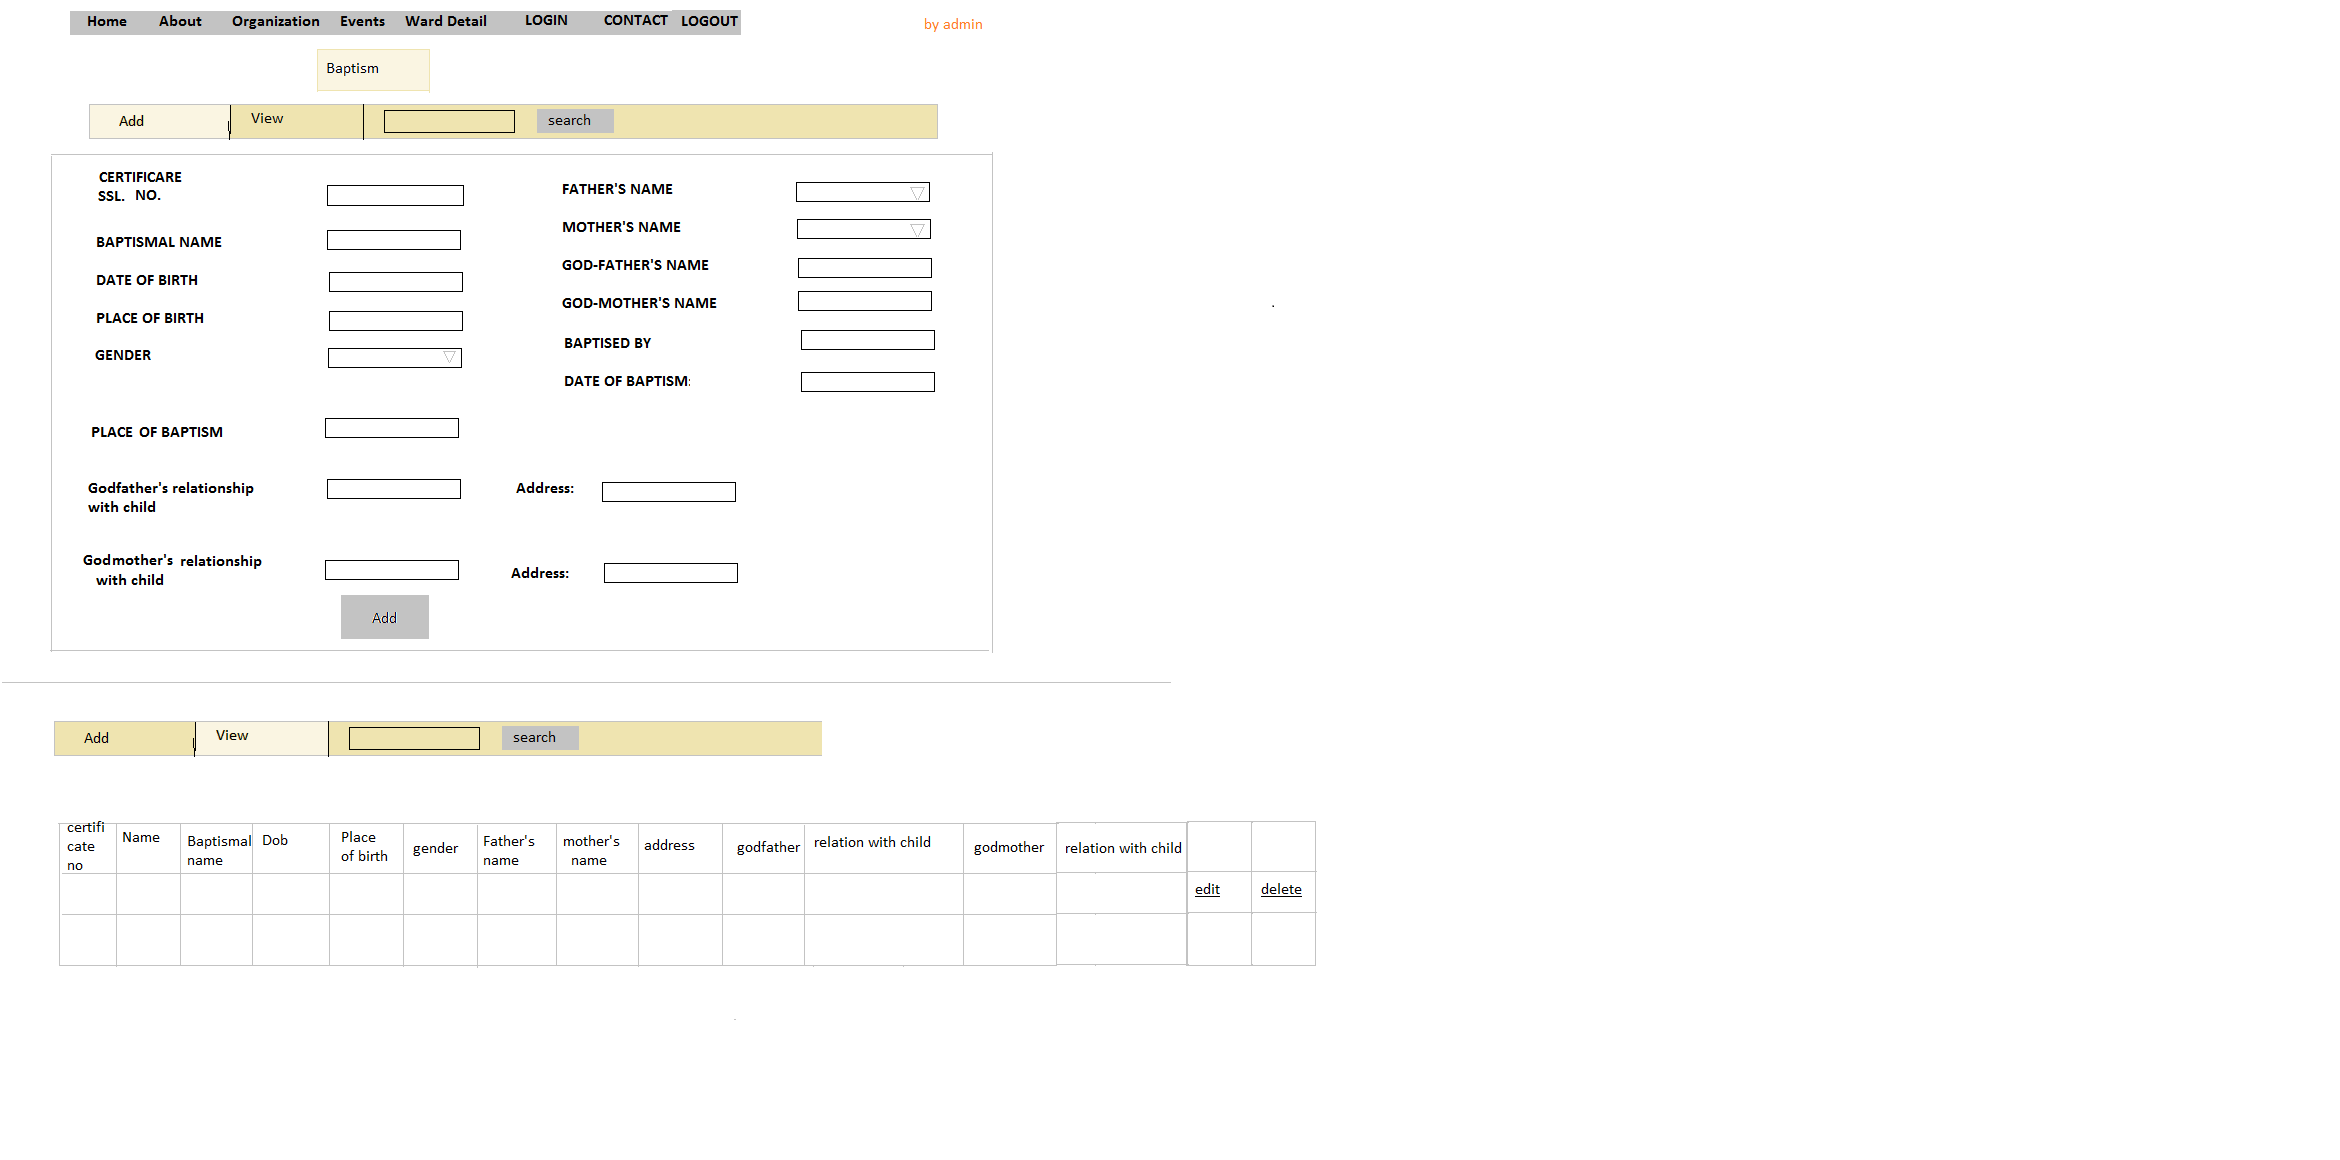 Home About Organization Events Ward Detail LOGIN CONTACT LOGOUT
by admin
Baptism
Add View search
CERTIFICARE
SSL. NO.
BAPTISMAL NAME
DATE OF BIRTH
PLACE OF BIRTH
GENDER
FATHER'S NAME
MOTHER'S NAME
GOD-FATHER'S NAME
GOD-MOTHER'S NAME
BAPTISED BY
DATE OF BAPTISM:
PLACE OF BAPTISM
Godfather's relationship
with child
Address:
Godmother's relationship
with child
Address:
Add
Add View search
certifi
cate
no
Name
Baptismal
name
Dob
Place
of birth
gender
Father's
name
mother's
name
address
godfather
relation with child
godmother
relation with child
edit
delete